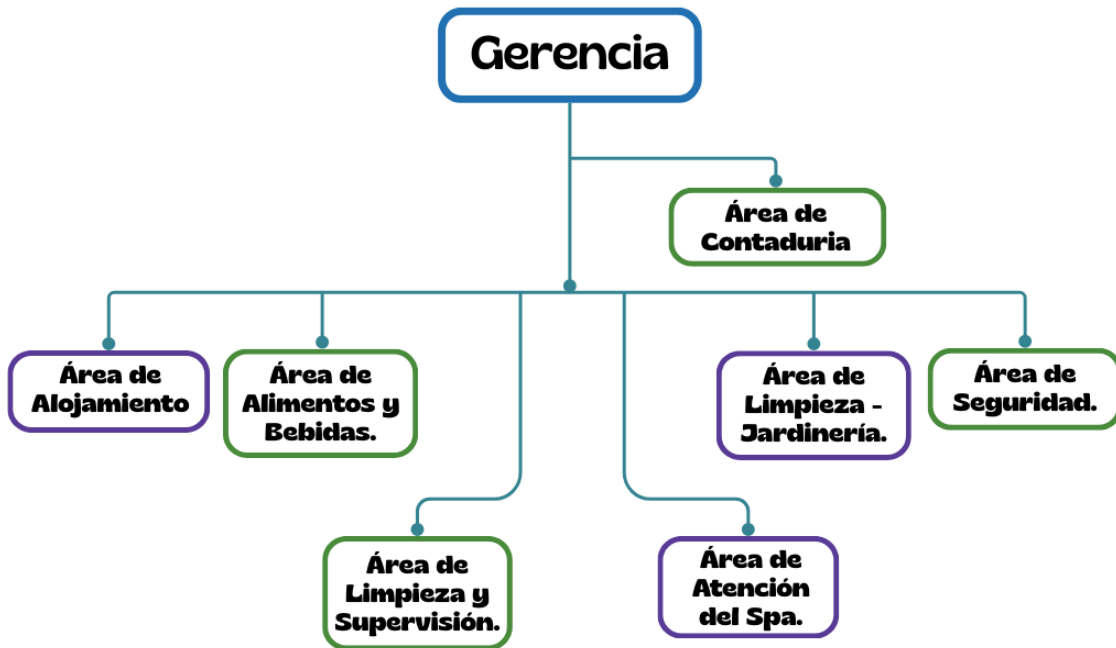 Gerencia
Área de
Contaduria
Área de
Alojamiento
Área de
Alimentos y
Bebidas.
Área de
Limpieza -
Jardinería.
Área de
Seguridad.
Área de
Limpieza y
Supervisión.
Área de
Atención
del Spa.